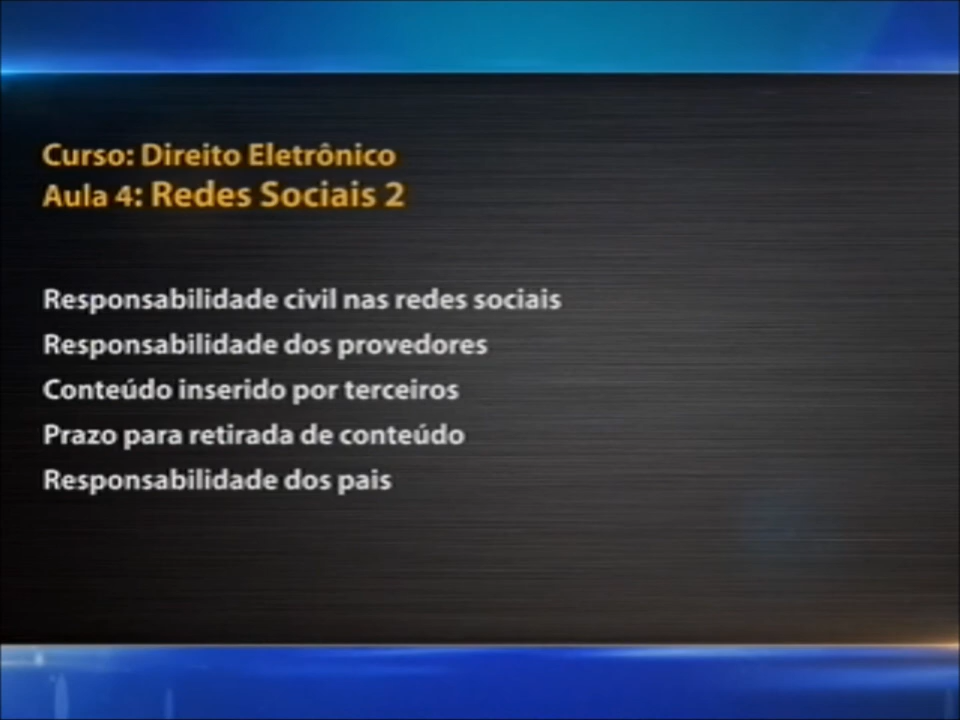 Curso: Direito Eletrônico
Aula 4: Redes Sociais 2
Responsabilidade civil nas redes sociais
Responsabilidade dos provedores
Conteúdo inserido por terceiros
Prazo para retirada de conteúdo
Responsabilidade dos pais